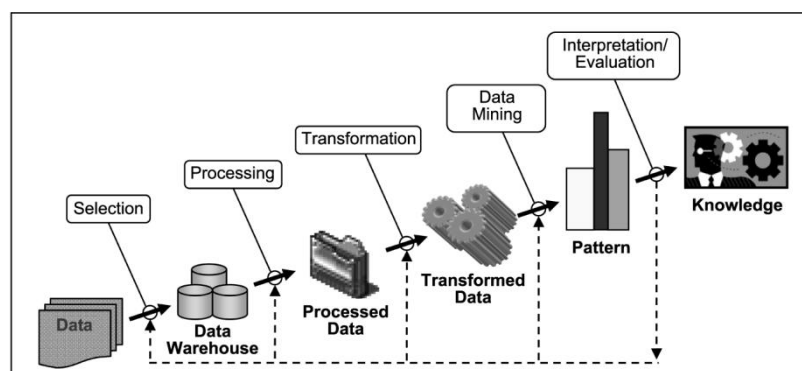 Interpretation/
Evaluation
Data
Mining
Transformation
Processing
Selection
Knowledge
Pattern
Transformed
Data
Processed
Data
Data
Warehouse
Data